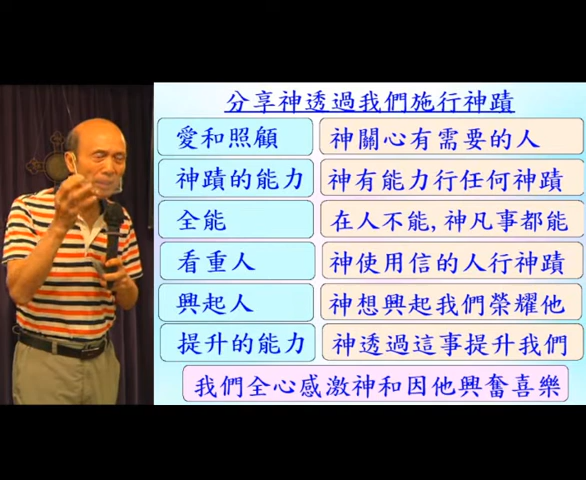 分享神透過我們施行神蹟
愛和照顧 神關心有需要的人
神蹟的能力 神有能力行任何神蹟
全能 在人不能,神凡事都能
看重人 神使用信的人行神蹟
興起人 神想興起我們榮耀他
提升的能力 神透過這事提升我們
我們全心感激神和因他興奮喜樂